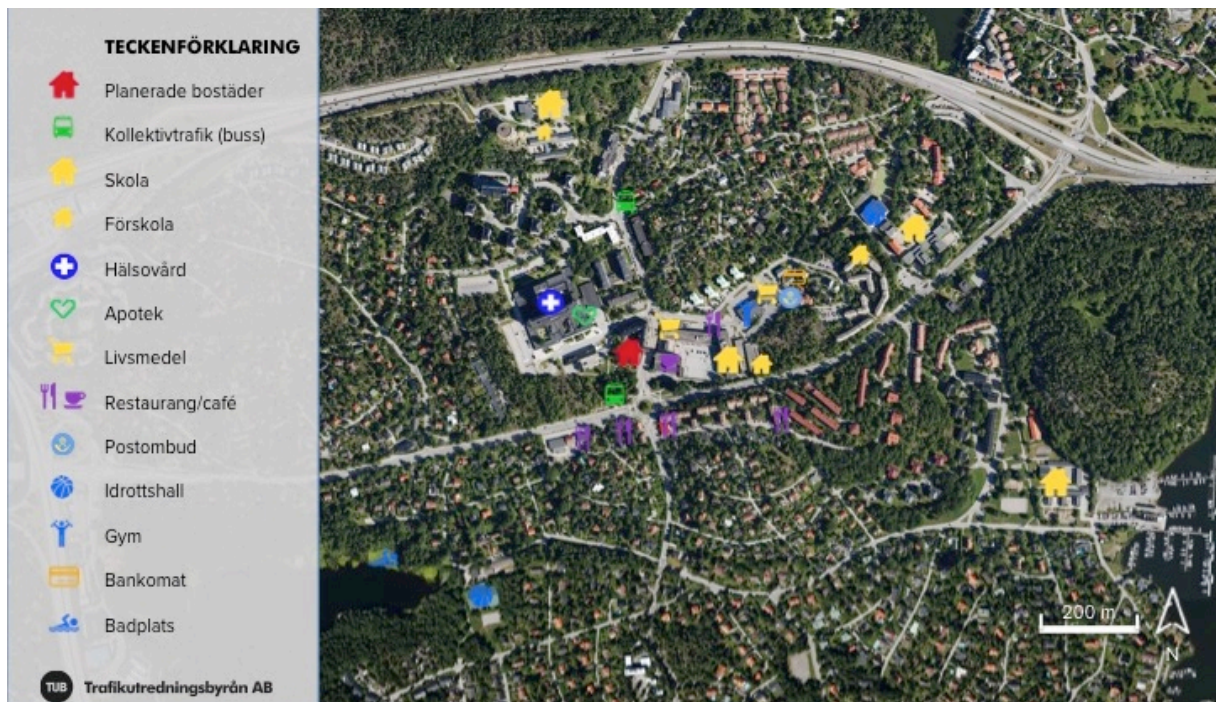 TECKENFÖRKLARING
Planerade bostäder
Kollektivtrafik (buss)
Skola
Förskola
Hälsovård
Apotek
Livsmedel
Restaurang/café
Postombud
Idrottshall
Gym
Bankomat
Badplats
TUB Trafikutredningsbyrån AB
200 m
N